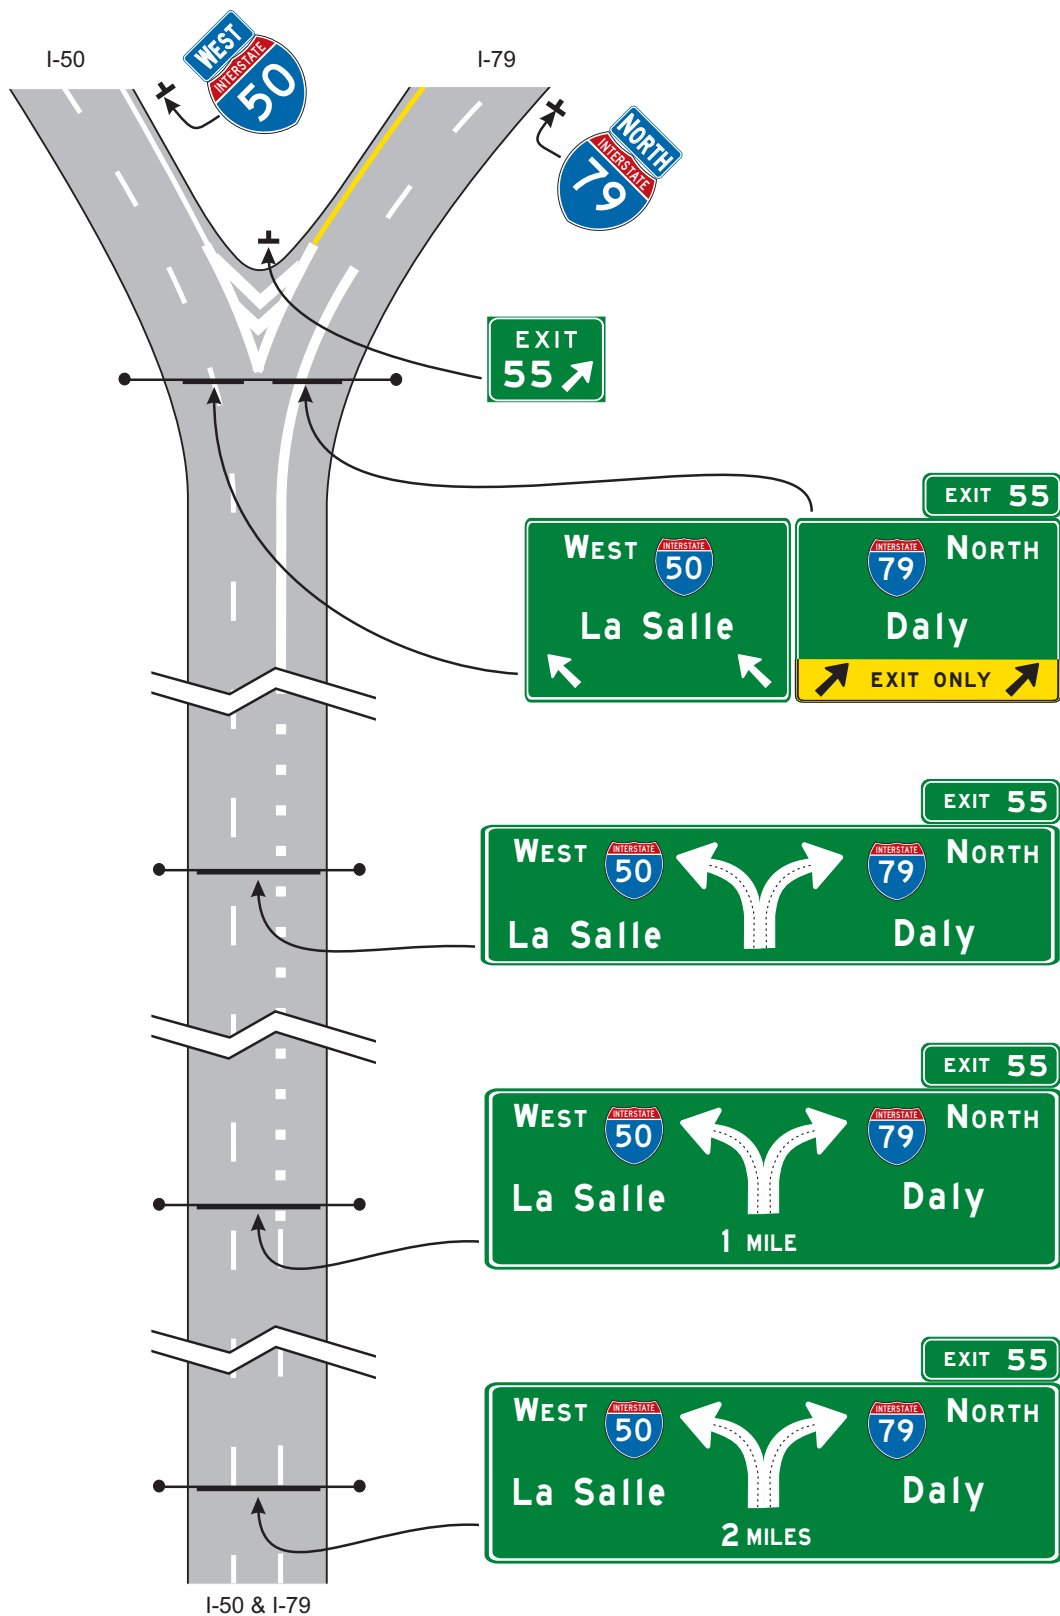 I-50
WEST
INTERSTATE
50
I-79
NORTH
INTERSTATE
79
EXIT
55
EXIT 55
WEST
INTERSTATE
50
La Salle
INTERSTATE
79
NORTH
Daly
EXIT ONLY
EXIT 55
WEST
INTERSTATE
50
La Salle
INTERSTATE
79
NORTH
Daly
EXIT 55
WEST
INTERSTATE
50
La Salle
INTERSTATE
79
NORTH
Daly
1 MILE
EXIT 55
WEST
INTERSTATE
50
La Salle
INTERSTATE
79
NORTH
Daly
2 MILES
I-50 & I-79